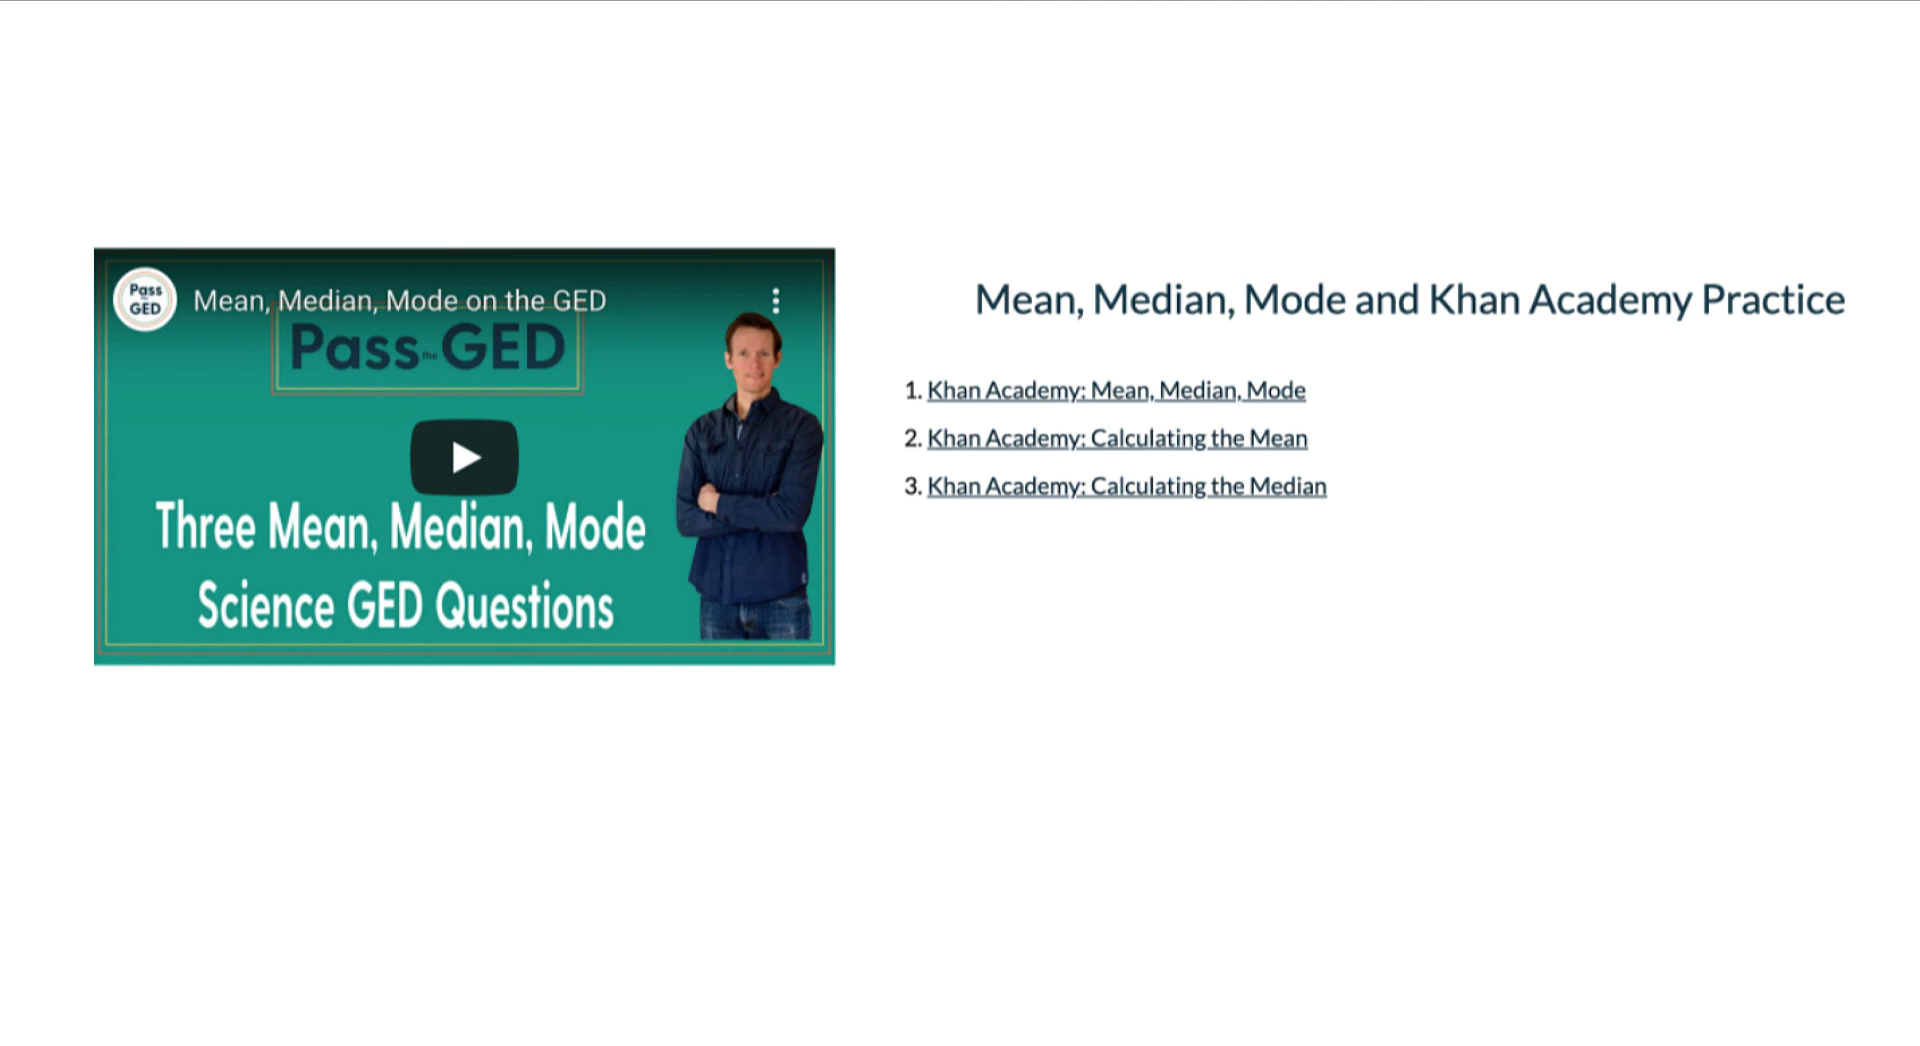 Pass
the
GED
Mean, Median, Mode on the GED
Pass the GED
Three Mean, Median, Mode
Science GED Questions
Mean, Median, Mode and Khan Academy Practice
1. Khan Academy: Mean, Median, Mode
2. Khan Academy: Calculating the Mean
3. Khan Academy: Calculating the Median